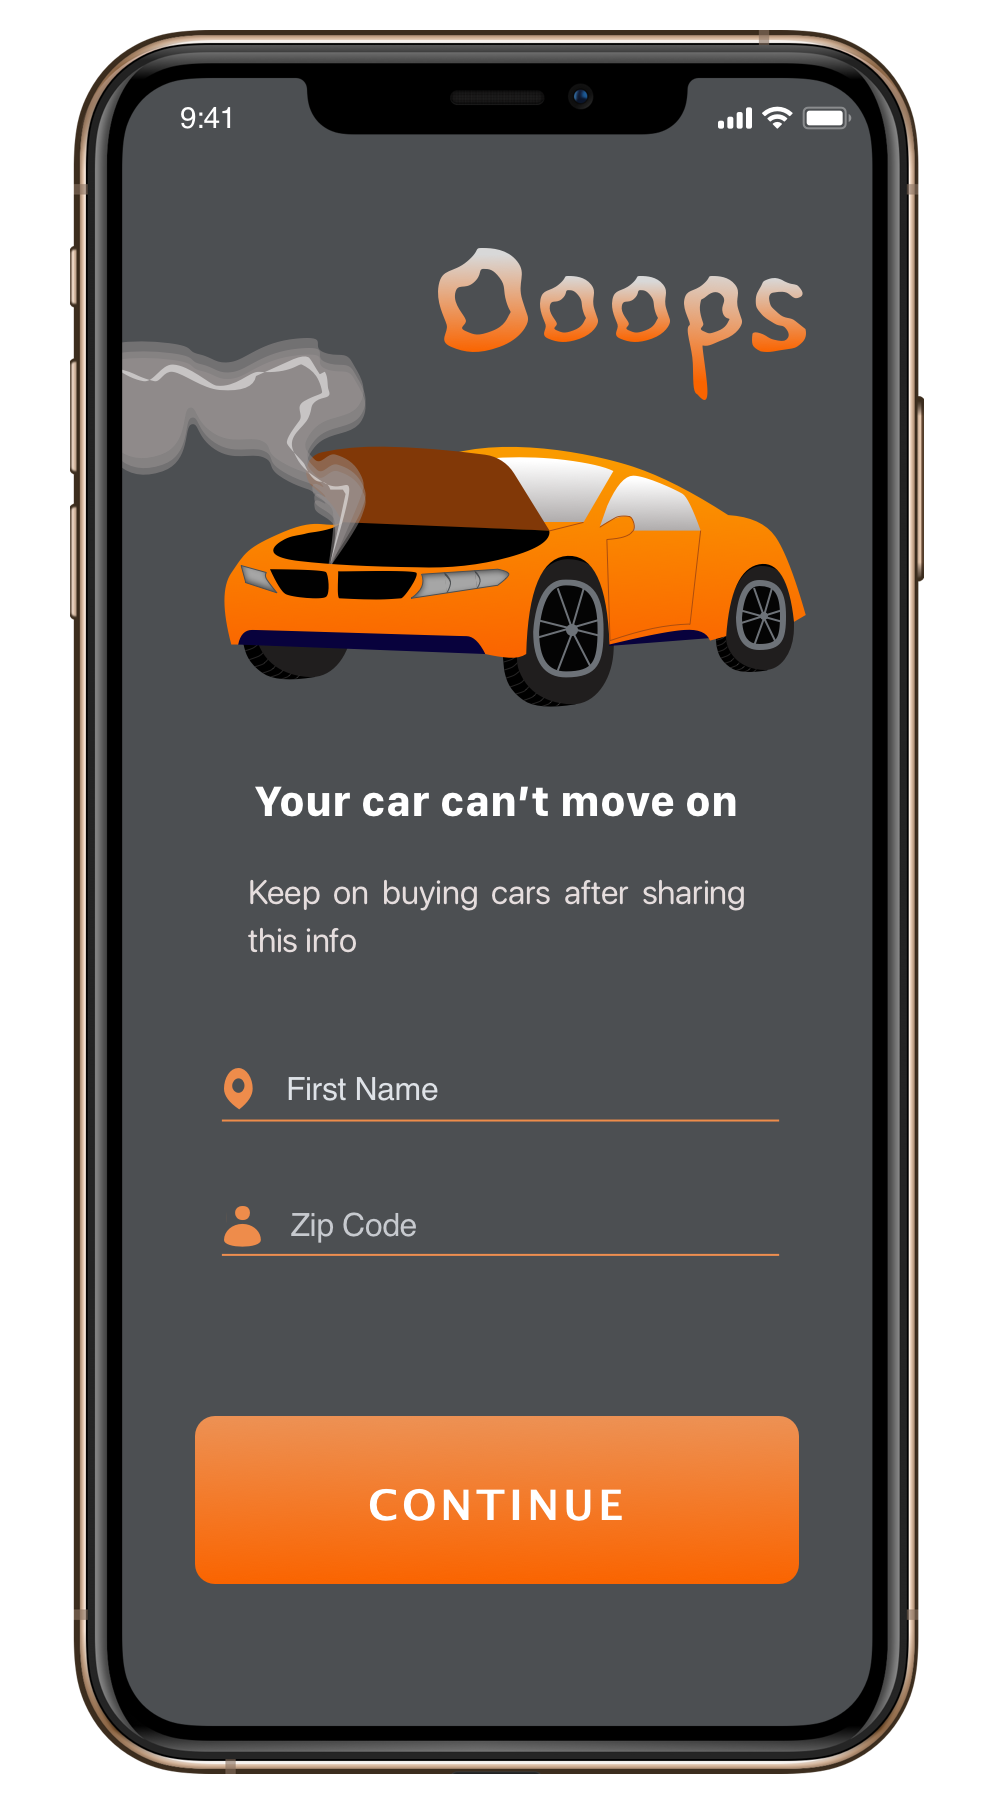 9:41
Ooops
Your car can't move on
Keep on buying cars after sharing
this info
First Name
Zip Code
CONTINUE